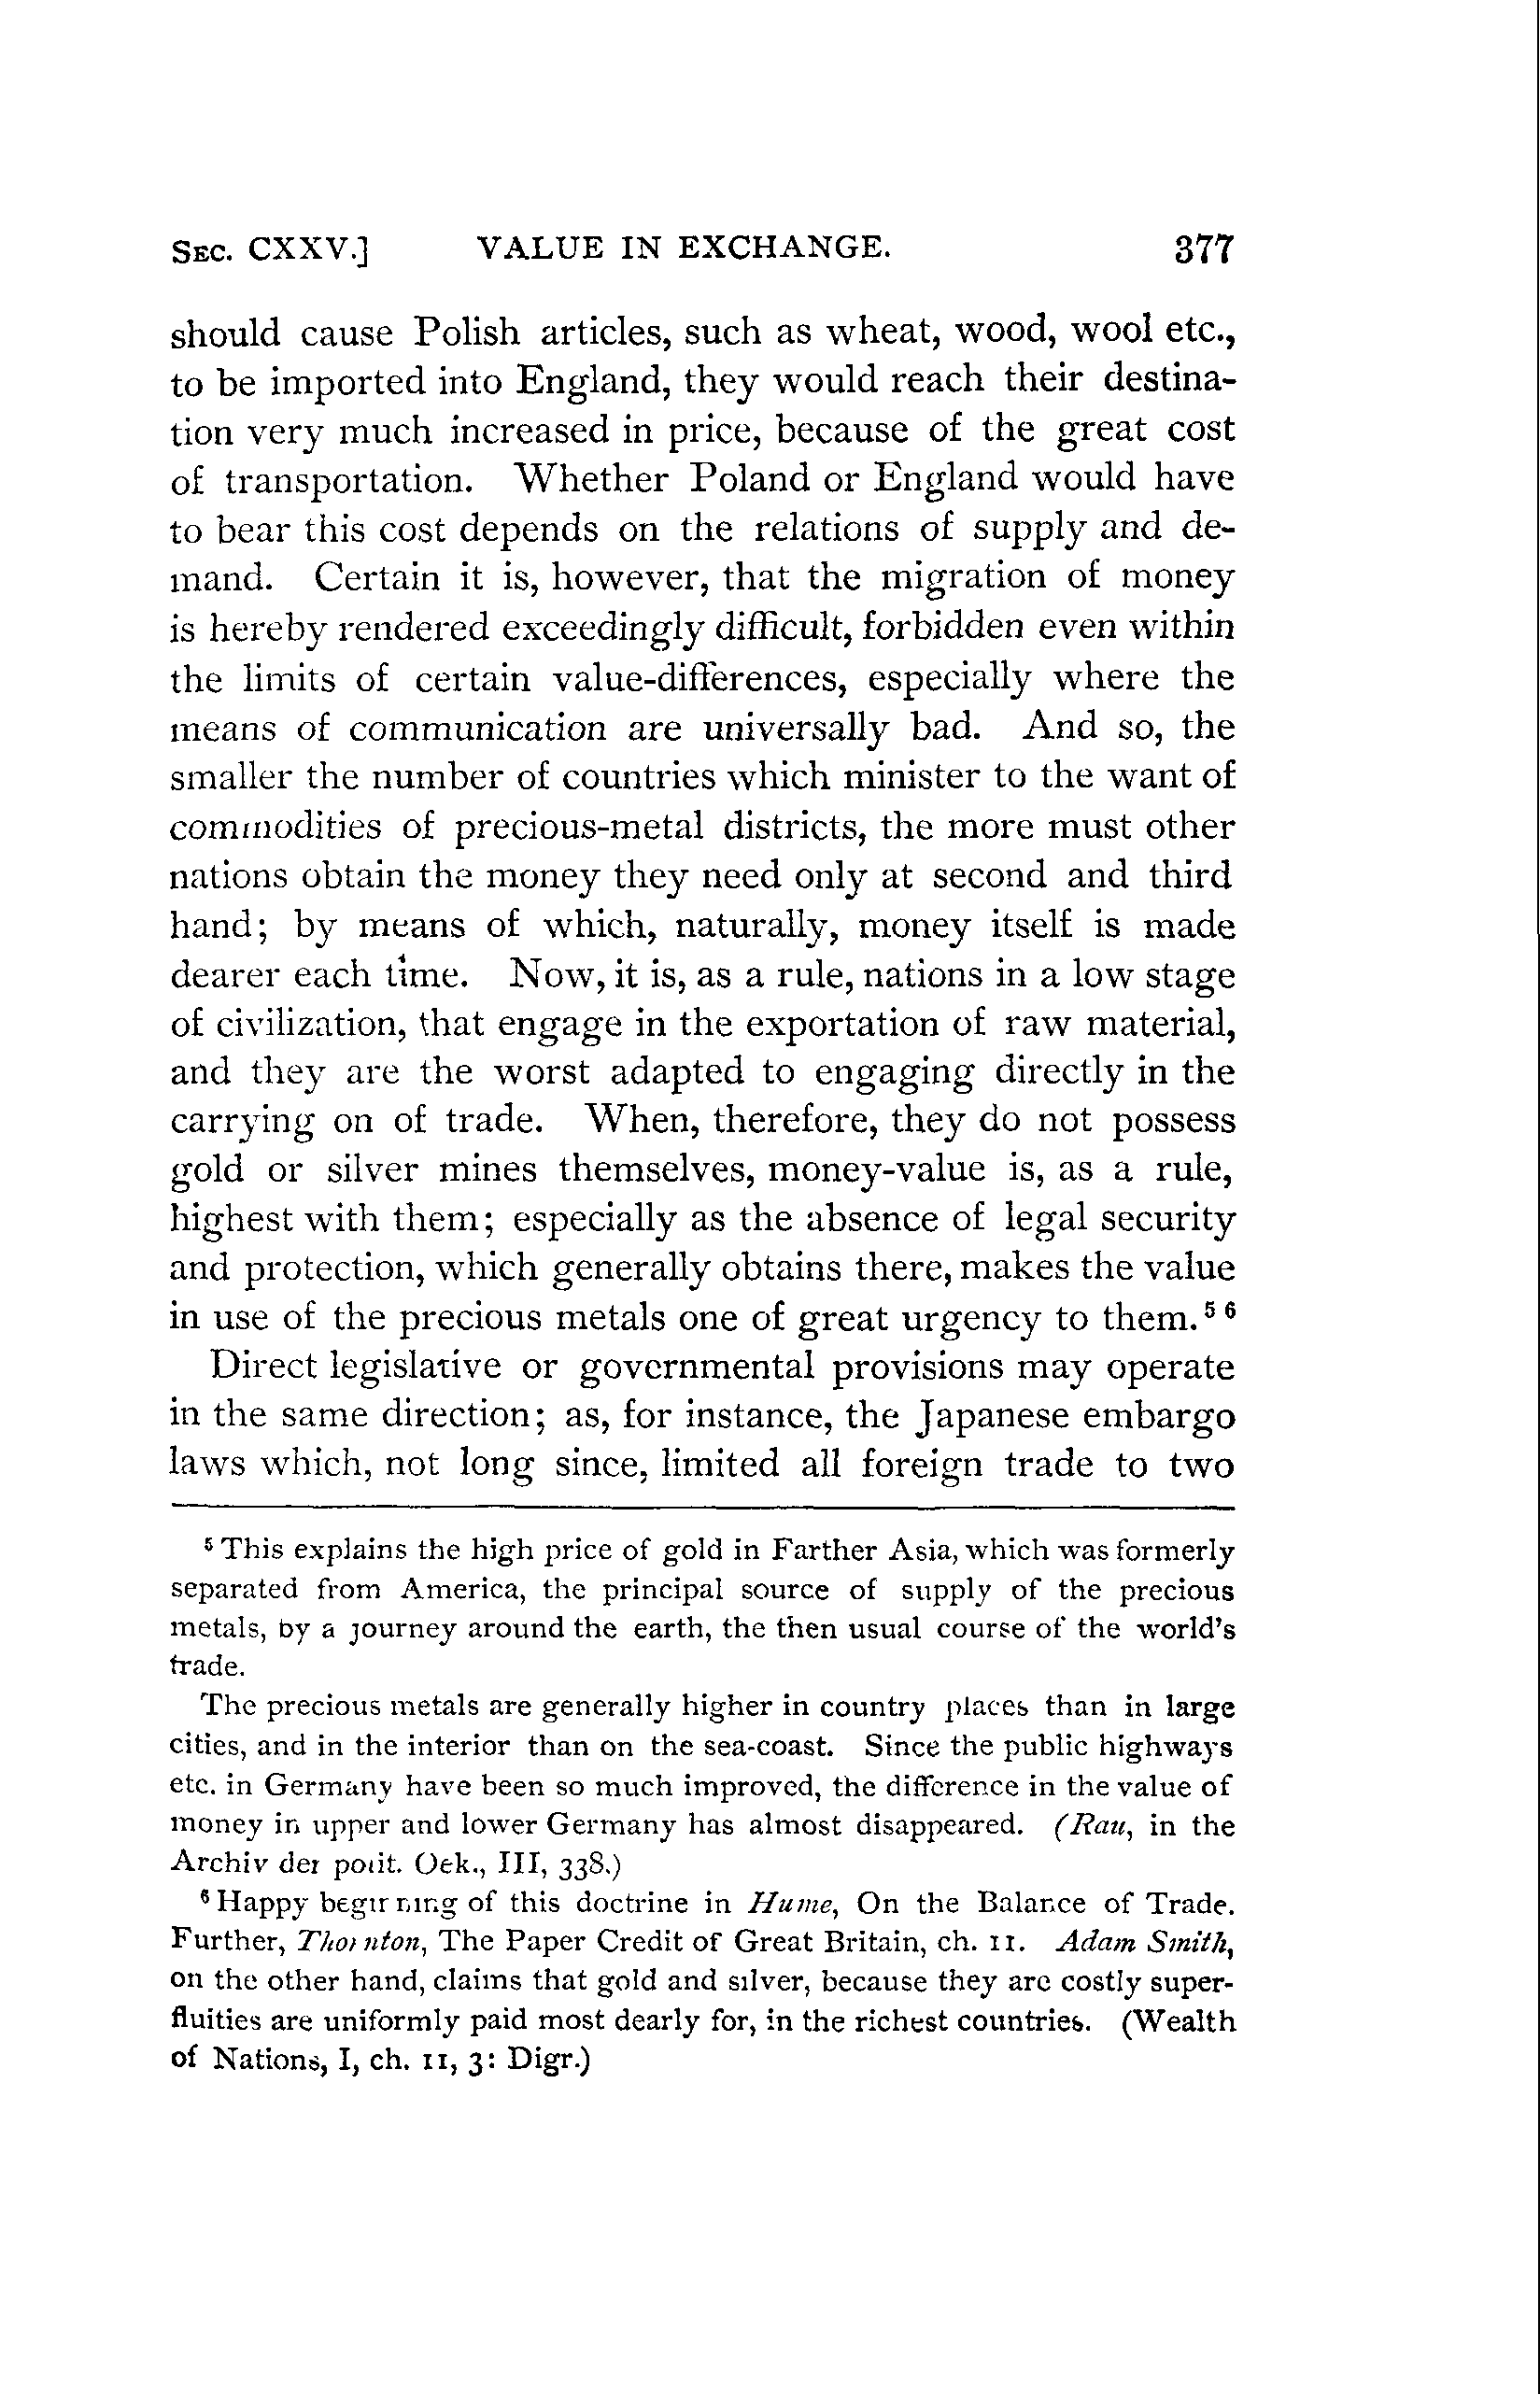 SEC. CXXV.] VALUE IN EXCHANGE. 377
should cause Polish articles, such as wheat, wood, wool etc.,
to be imported into England, they would reach their destina-
tion very much increased in price, because of the great cost
of transportation. Whether Poland or England would have
to bear this cost depends on the relations of supply and de-
mand. Certain it is, however, that the migration of money
is hereby rendered exceedingly difficult, forbidden even within
the limits of certain value-differences, especially where the
means of communication are universally bad. And so, the
smaller the number of countries which minister to the want of
commodities of precious-metal districts, the more must other
nations obtain the money they need only at second and third
hand; by means of which, naturally, money itself is made
dearer each time. Now, it is, as a rule, nations in a low stage
of civilization, that engage in the exportation of raw material,
and they are the worst adapted to engaging directly in the
carrying on of trade. When, therefore, they do not possess
gold or silver mines themselves, money-value is, as a rule,
highest with them; especially as the absence of legal security
and protection, which generally obtains there, makes the value
in use of the precious metals one of great urgency to them.⁵ ⁶
Direct legislative or governmental provisions may operate
in the same direction; as, for instance, the Japanese embargo
laws which, not long since, limited all foreign trade to two
⁵ This explains the high price of gold in Farther Asia, which was formerly
separated from America, the principal source of supply of the precious
metals, by a journey around the earth, the then usual course of the world's
trade.
The precious metals are generally higher in country places than in large
cities, and in the interior than on the sea-coast. Since the public highways
etc. in Germany have been so much improved, the difference in the value of
money in upper and lower Germany has almost disappeared. (Rau, in the
Archiv der polit. Oek., III, 338.)
⁶ Happy beginning of this doctrine in Hume, On the Balance of Trade.
Further, Thornton, The Paper Credit of Great Britain, ch. 11. Adam Smith,
on the other hand, claims that gold and silver, because they are costly super-
fluities are uniformly paid most dearly for, in the richest countries. (Wealth
of Nations, I, ch. 11, 3: Digr.)